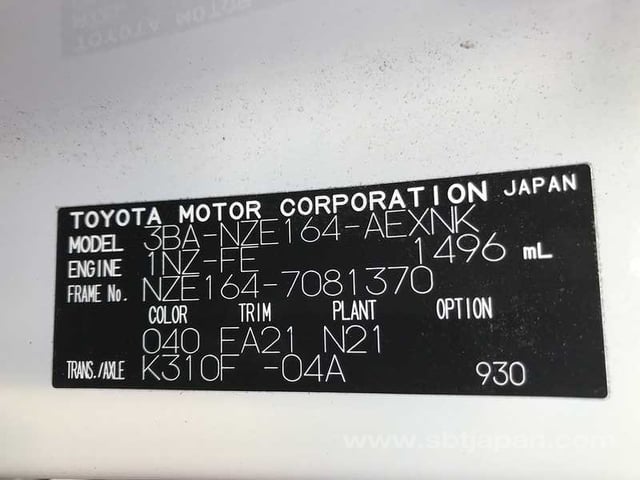 TOYOTA MOTOR CORPORATION JAPAN
MODEL 3BA-NZE164-AEXNK
ENGINE 1NZ-FE 1496 mL
FRAME No. NZE164-7081370
COLOR TRIM PLANT OPTION
040 EA21 N21
TRANS./AXLE K310F -04A 930
www.sbtjapan.com